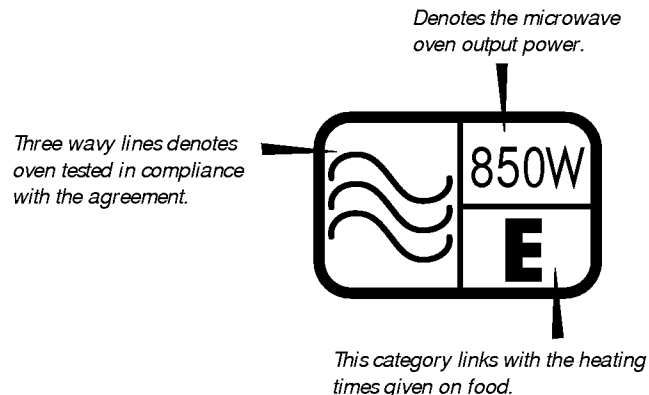 Denotes the microwave
oven output power.
Three wavy lines denotes
oven tested in compliance
with the agreement.
850W
E
This category links with the heating
times given on food.